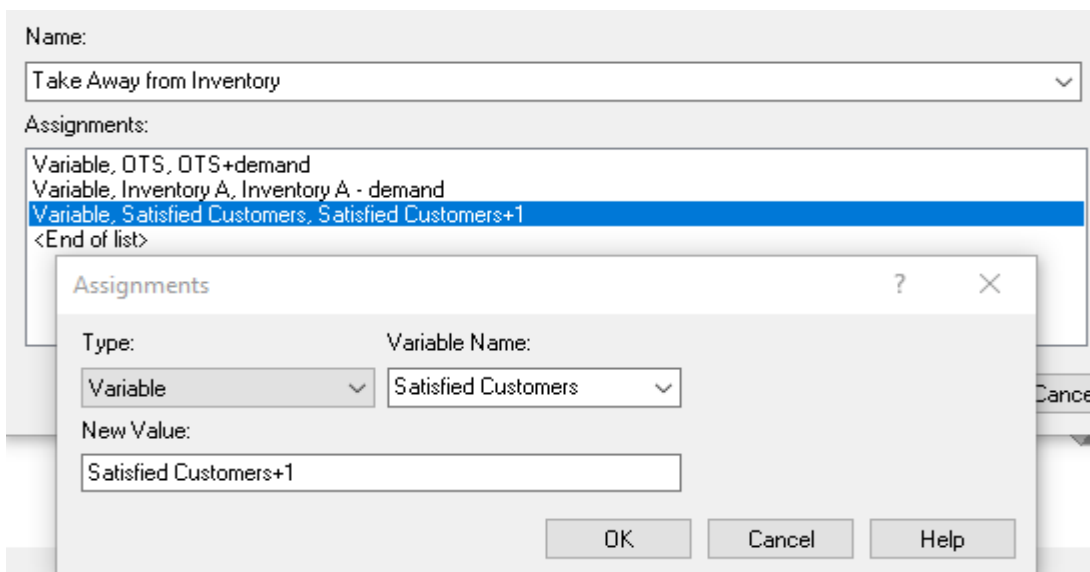 Name:
Take Away from Inventory
Assignments:
Variable, OTS, OTS+demand
Variable, Inventory A, Inventory A - demand
Variable, Satisfied Customers, Satisfied Customers+1
<End of list>
Assignments ?
Type: Variable Name:
Variable Satisfied Customers
Cance
New Value:
Satisfied Customers+1
OK Cancel Help